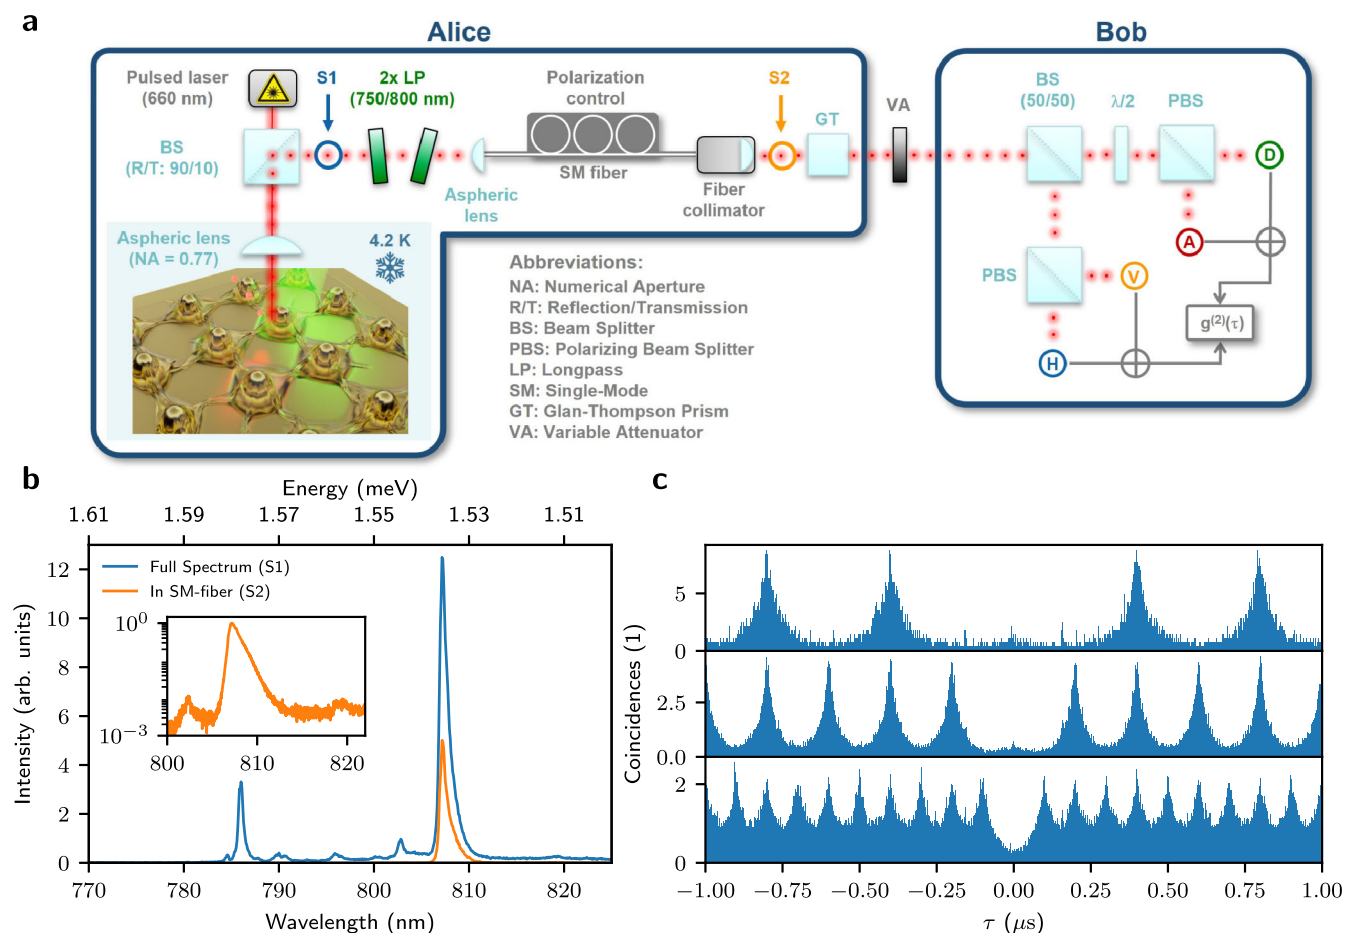 a
Alice
Bob
Pulsed laser
(660 nm)
S1
2x LP
(750/800 nm)
Polarization
control
S2
GT
VA
BS
(50/50)
λ/2
PBS
BS
(R/T: 90/10)
D
SM fiber
Aspheric
lens
Fiber
collimator
A
Aspheric lens
(NA = 0.77)
4.2 K
PBS
V
g(2)(τ)
H
Abbreviations:
NA: Numerical Aperture
R/T: Reflection/Transmission
BS: Beam Splitter
PBS: Polarizing Beam Splitter
LP: Longpass
SM: Single-Mode
GT: Glan-Thompson Prism
VA: Variable Attenuator
b
Energy (meV)
1.61 1.59 1.57 1.55 1.53 1.51
Full Spectrum (S1)
In SM-fiber (S2)
Intensity (arb. units)
12
10
8
6
4
2
0
10⁰
10⁻³
800 810 820
770 780 790 800 810 820
Wavelength (nm)
c
Coincidences (1)
5
0
2.5
0.0
2
0
−1.00 −0.75 −0.50 −0.25 0.00 0.25 0.50 0.75 1.00
τ (μs)